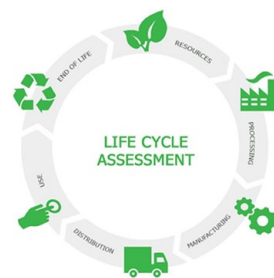 LIFE CYCLE
ASSESSMENT
RESOURCES
PROCESSING
MANUFACTURING
DISTRIBUTION
USE
END OF LIFE